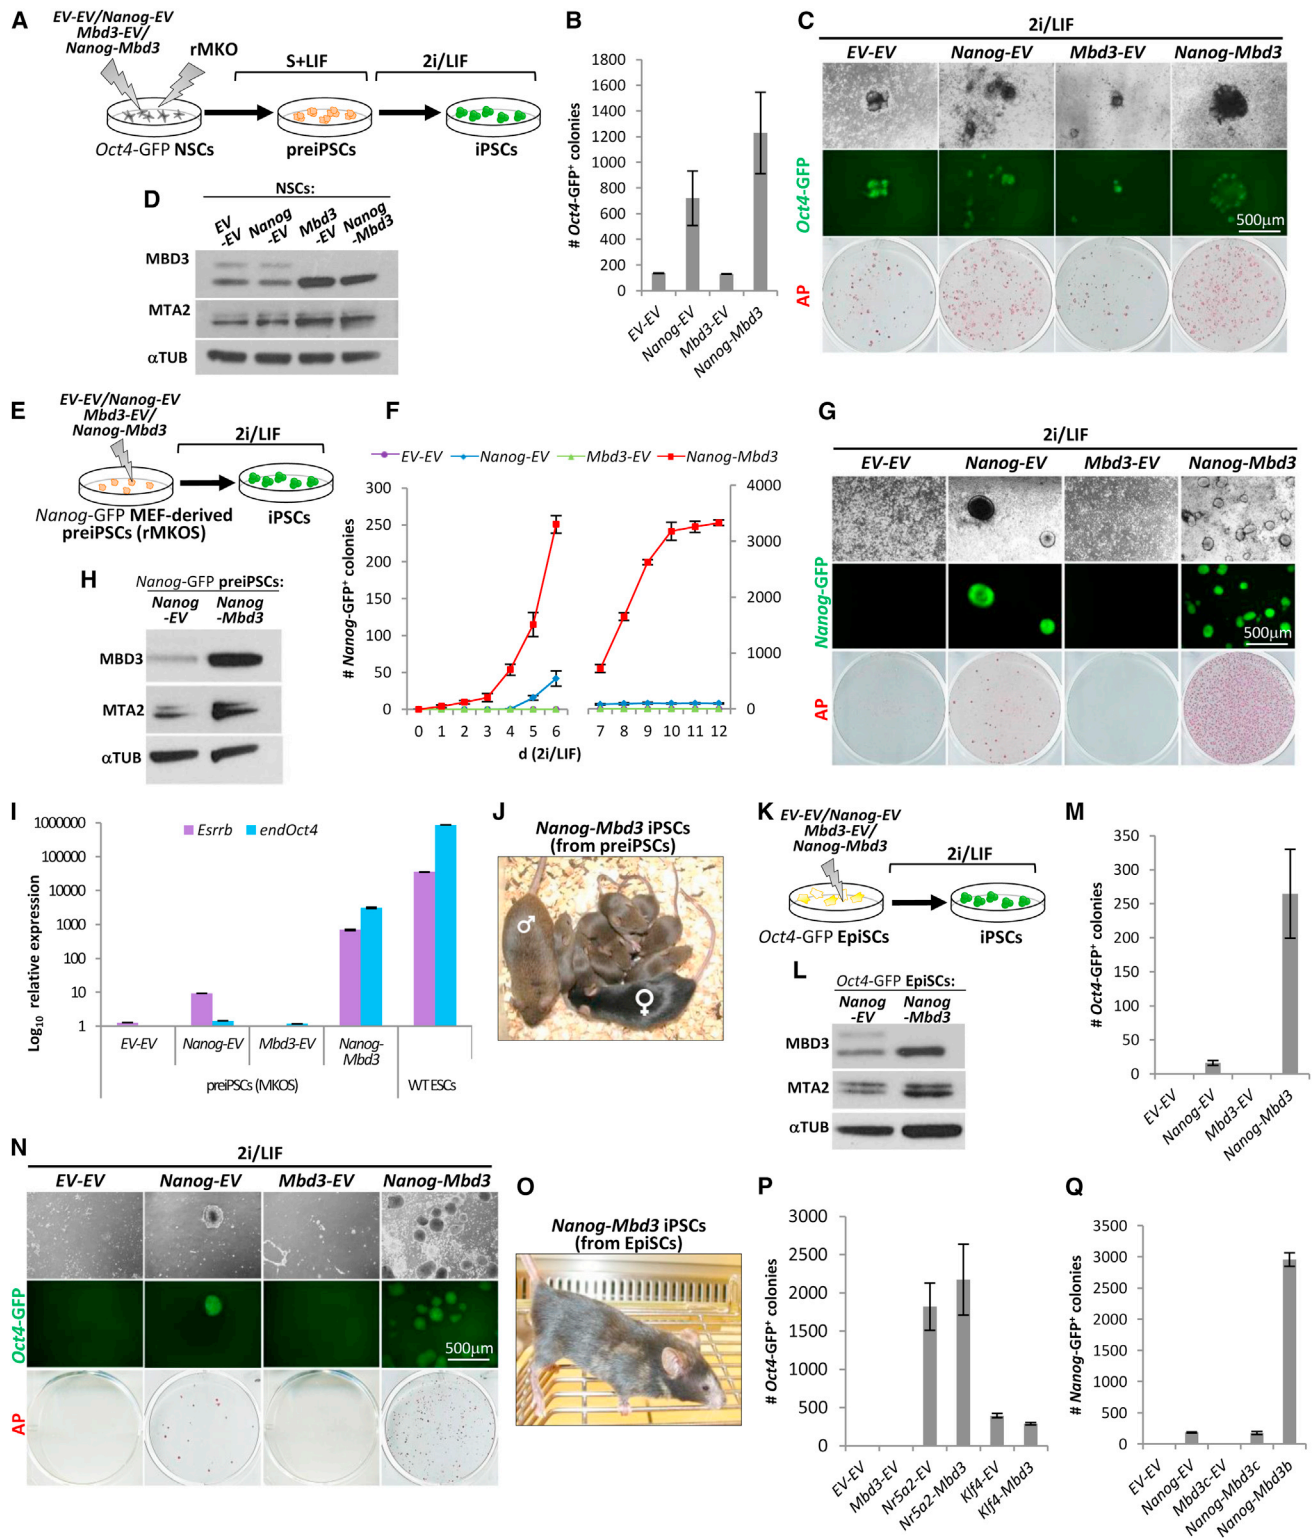 A
EV-EV/Nanog-EV
Mbd3-EV/
Nanog-Mbd3
rMKO
S+LIF
2i/LIF
Oct4-GFP NSCs
preiPSCs
iPSCs
B
# Oct4-GFP+ colonies
1800
1600
1400
1200
1000
800
600
400
200
0
EV-EV
Nanog-EV
Mbd3-EV
Nanog-Mbd3
C
2i/LIF
EV-EV
Nanog-EV
Mbd3-EV
Nanog-Mbd3
Oct4-GFP
500µm
AP
D
NSCs:
EV
-EV
Nanog
-EV
Mbd3
-EV
Nanog
-Mbd3
MBD3
MTA2
αTUB
E
EV-EV/Nanog-EV
Mbd3-EV/
Nanog-Mbd3
2i/LIF
Nanog-GFP MEF-derived
preiPSCs (rMKOS)
iPSCs
F
EV-EV
Nanog-EV
Mbd3-EV
Nanog-Mbd3
# Nanog-GFP+ colonies
300
250
200
150
100
50
0
4000
3000
2000
1000
0
0 1 2 3 4 5 6 7 8 9 10 11 12
d (2i/LIF)
G
2i/LIF
EV-EV
Nanog-EV
Mbd3-EV
Nanog-Mbd3
Nanog-GFP
500µm
AP
H
Nanog-GFP preiPSCs:
Nanog
-EV
Nanog
-Mbd3
MBD3
MTA2
αTUB
I
Log10 relative expression
Esrrb
endOct4
1000000
100000
10000
1000
100
10
1
EV-EV
Nanog-EV
Mbd3-EV
Nanog-
Mbd3
preiPSCs (MKOS)
WT ESCs
J
Nanog-Mbd3 iPSCs
(from preiPSCs)
♂
♀
K
EV-EV/Nanog-EV
Mbd3-EV/
Nanog-Mbd3
2i/LIF
Oct4-GFP EpiSCs
iPSCs
L
Oct4-GFP EpiSCs:
Nanog
-EV
Nanog
-Mbd3
MBD3
MTA2
αTUB
M
# Oct4-GFP+ colonies
350
300
250
200
150
100
50
0
EV-EV
Nanog-EV
Mbd3-EV
Nanog-Mbd3
N
2i/LIF
EV-EV
Nanog-EV
Mbd3-EV
Nanog-Mbd3
Oct4-GFP
500µm
AP
O
Nanog-Mbd3 iPSCs
(from EpiSCs)
P
# Oct4-GFP+ colonies
3000
2500
2000
1500
1000
500
0
EV-EV
Mbd3-EV
Nr5a2-EV
Nr5a2-Mbd3
Klf4-EV
Klf4-Mbd3
Q
# Nanog-GFP+ colonies
3500
3000
2500
2000
1500
1000
500
0
EV-EV
Nanog-EV
Mbd3c-EV
Nanog-Mbd3c
Nanog-Mbd3b